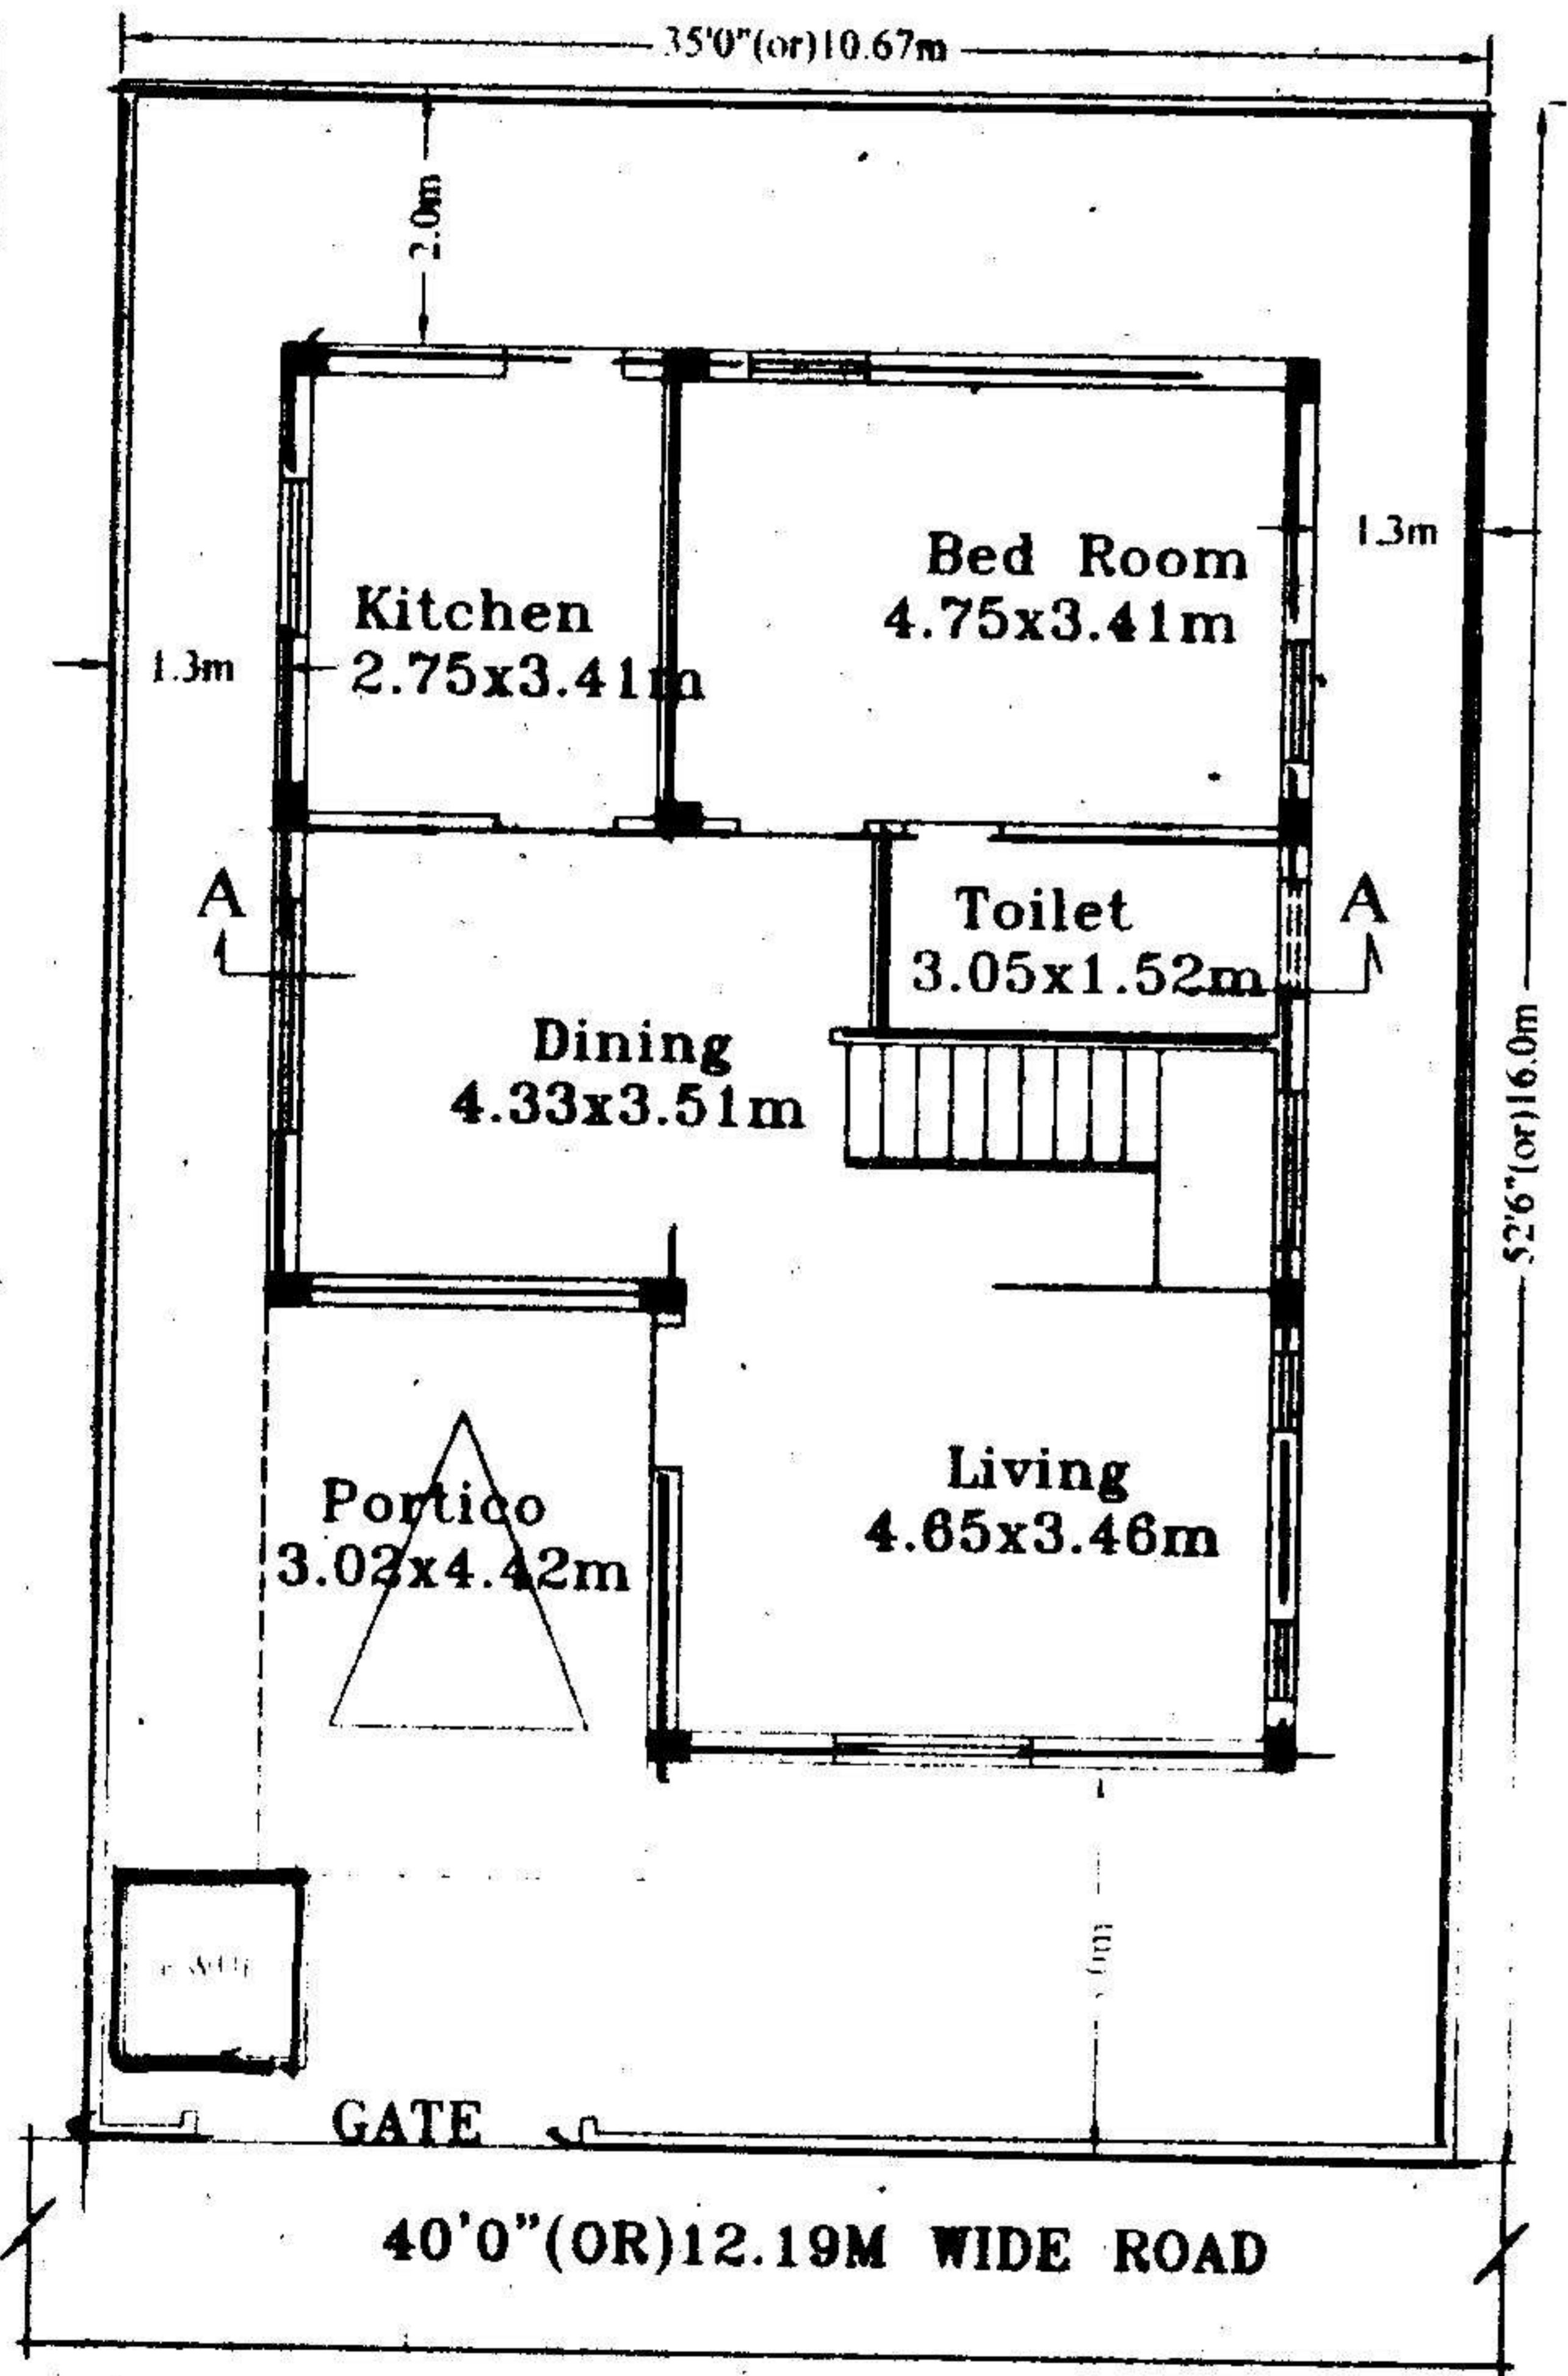 35'0"(or)10.67m
2.0m
Bed Room
4.75x3.41m
1.3m
Kitchen
2.75x3.41m
1.3m
A
Toilet
3.05x1.52m
A
Dining
4.33x3.51m
52'6"(or)16.0m
Living
4.65x3.46m
Portico
3.02x4.42m
GATE
40'0"(OR)12.19M WIDE ROAD